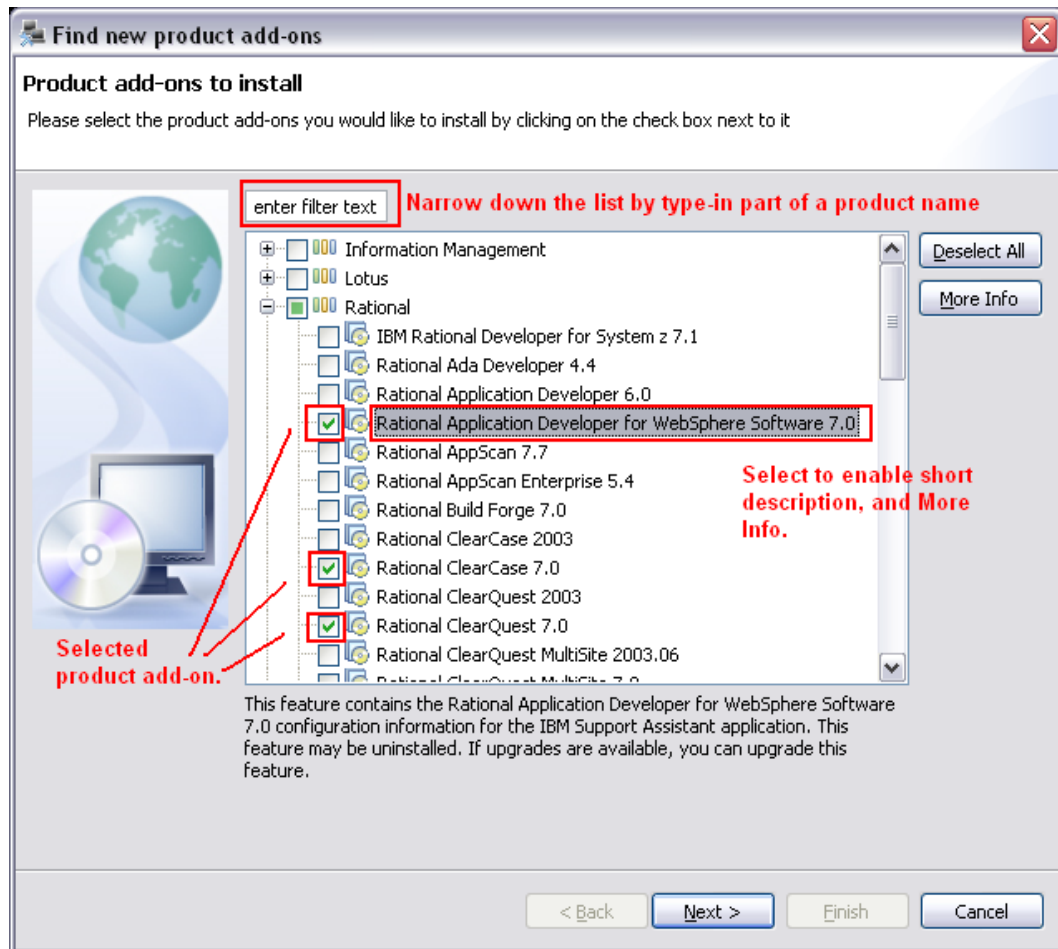 Find new product add-ons
Product add-ons to install
Please select the product add-ons you would like to install by clicking on the check box next to it
enter filter text
Narrow down the list by type-in part of a product name
Information Management
Lotus
Rational
IBM Rational Developer for System z 7.1
Rational Ada Developer 4.4
Rational Application Developer 6.0
Rational Application Developer for WebSphere Software 7.0
Rational AppScan 7.7
Rational AppScan Enterprise 5.4
Rational Build Forge 7.0
Rational ClearCase 2003
Rational ClearCase 7.0
Rational ClearQuest 2003
Rational ClearQuest 7.0
Rational ClearQuest MultiSite 2003.06
Rational ClearQuest MultiSite 7.0
Deselect All
More Info
Select to enable short
description, and More
Info.
Selected
product add-on.
This feature contains the Rational Application Developer for WebSphere Software
7.0 configuration information for the IBM Support Assistant application. This
feature may be uninstalled. If upgrades are available, you can upgrade this
feature.
< Back
Next >
Finish
Cancel